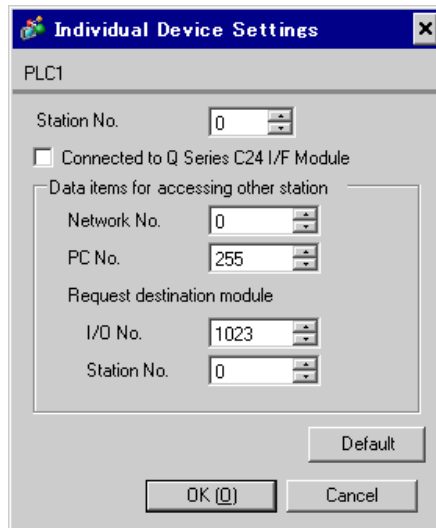 Individual Device Settings
PLC1
Station No. 0
Connected to Q Series C24 I/F Module
Data items for accessing other station
Network No. 0
PC No. 255
Request destination module
I/O No. 1023
Station No. 0
Default
OK (O) Cancel